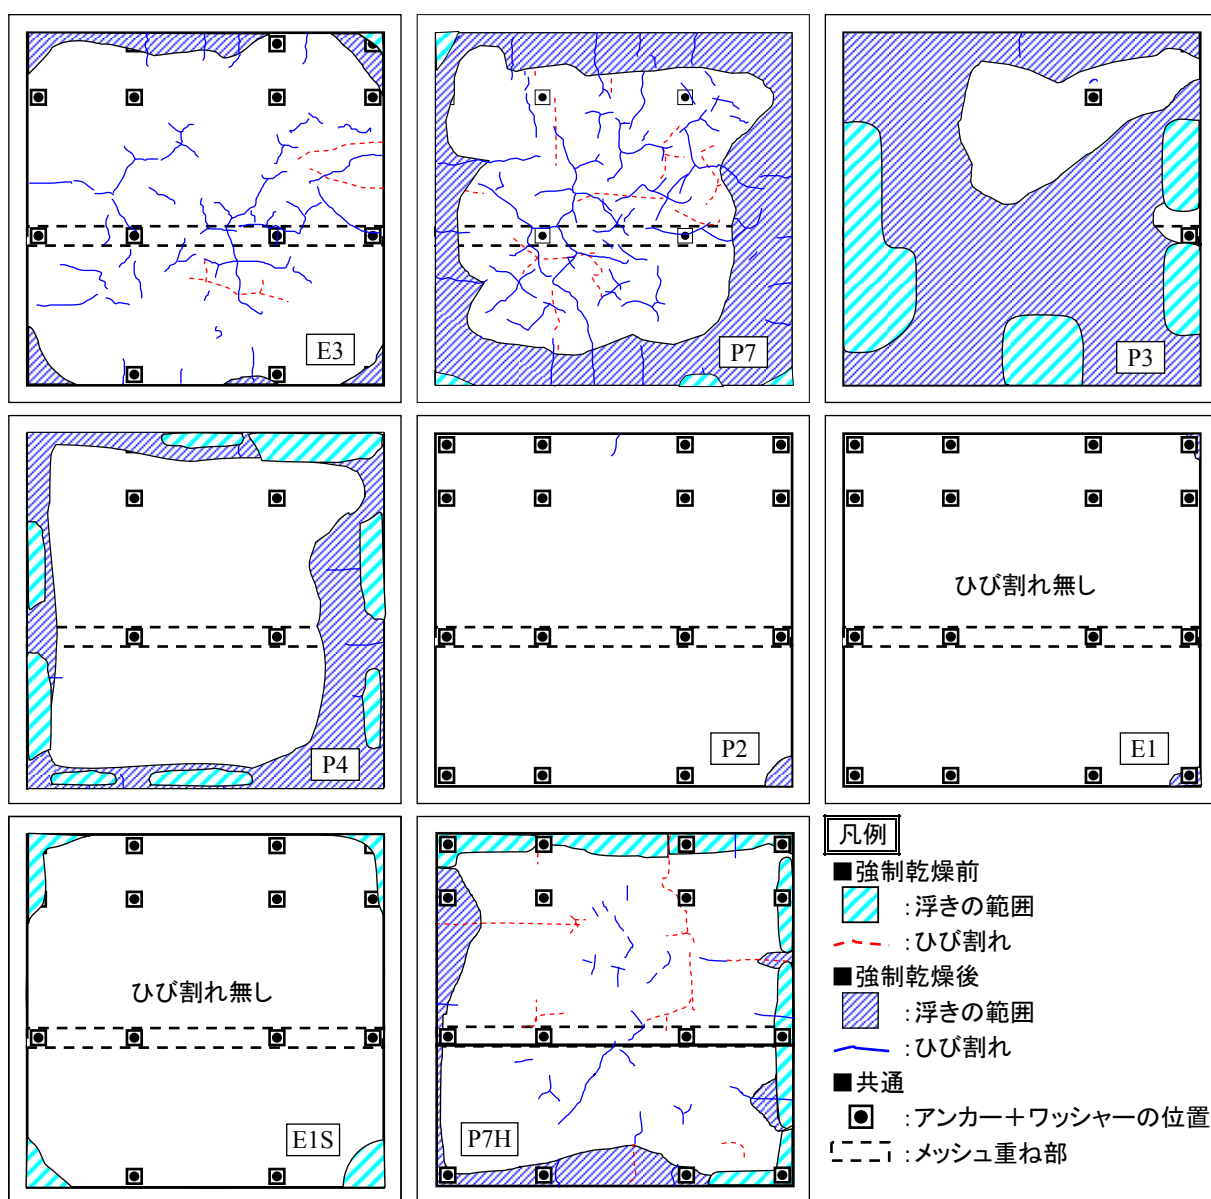 E3
P7
P3
P4
P2
ひび割れ無し
E1
ひび割れ無し
E1S
P7H
凡例
■強制乾燥前
：浮きの範囲
：ひび割れ
■強制乾燥後
：浮きの範囲
：ひび割れ
■共通
：アンカー＋ワッシャーの位置
：メッシュ重ね部